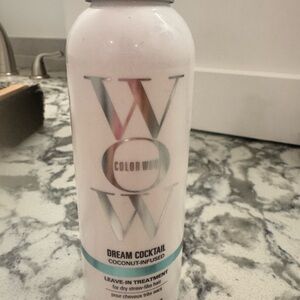 WOW
COLOR WOW
DREAM COCKTAIL
COCONUT-INFUSED
LEAVE-IN TREATMENT
for dry straw-like hair
pour cheveux très secs